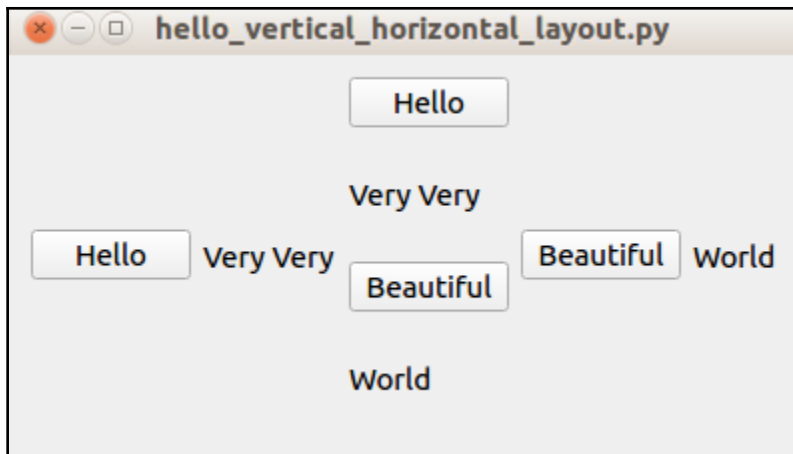 hello_vertical_horizontal_layout.py
Hello
Very Very
Hello Very Very Beautiful World
Beautiful
World